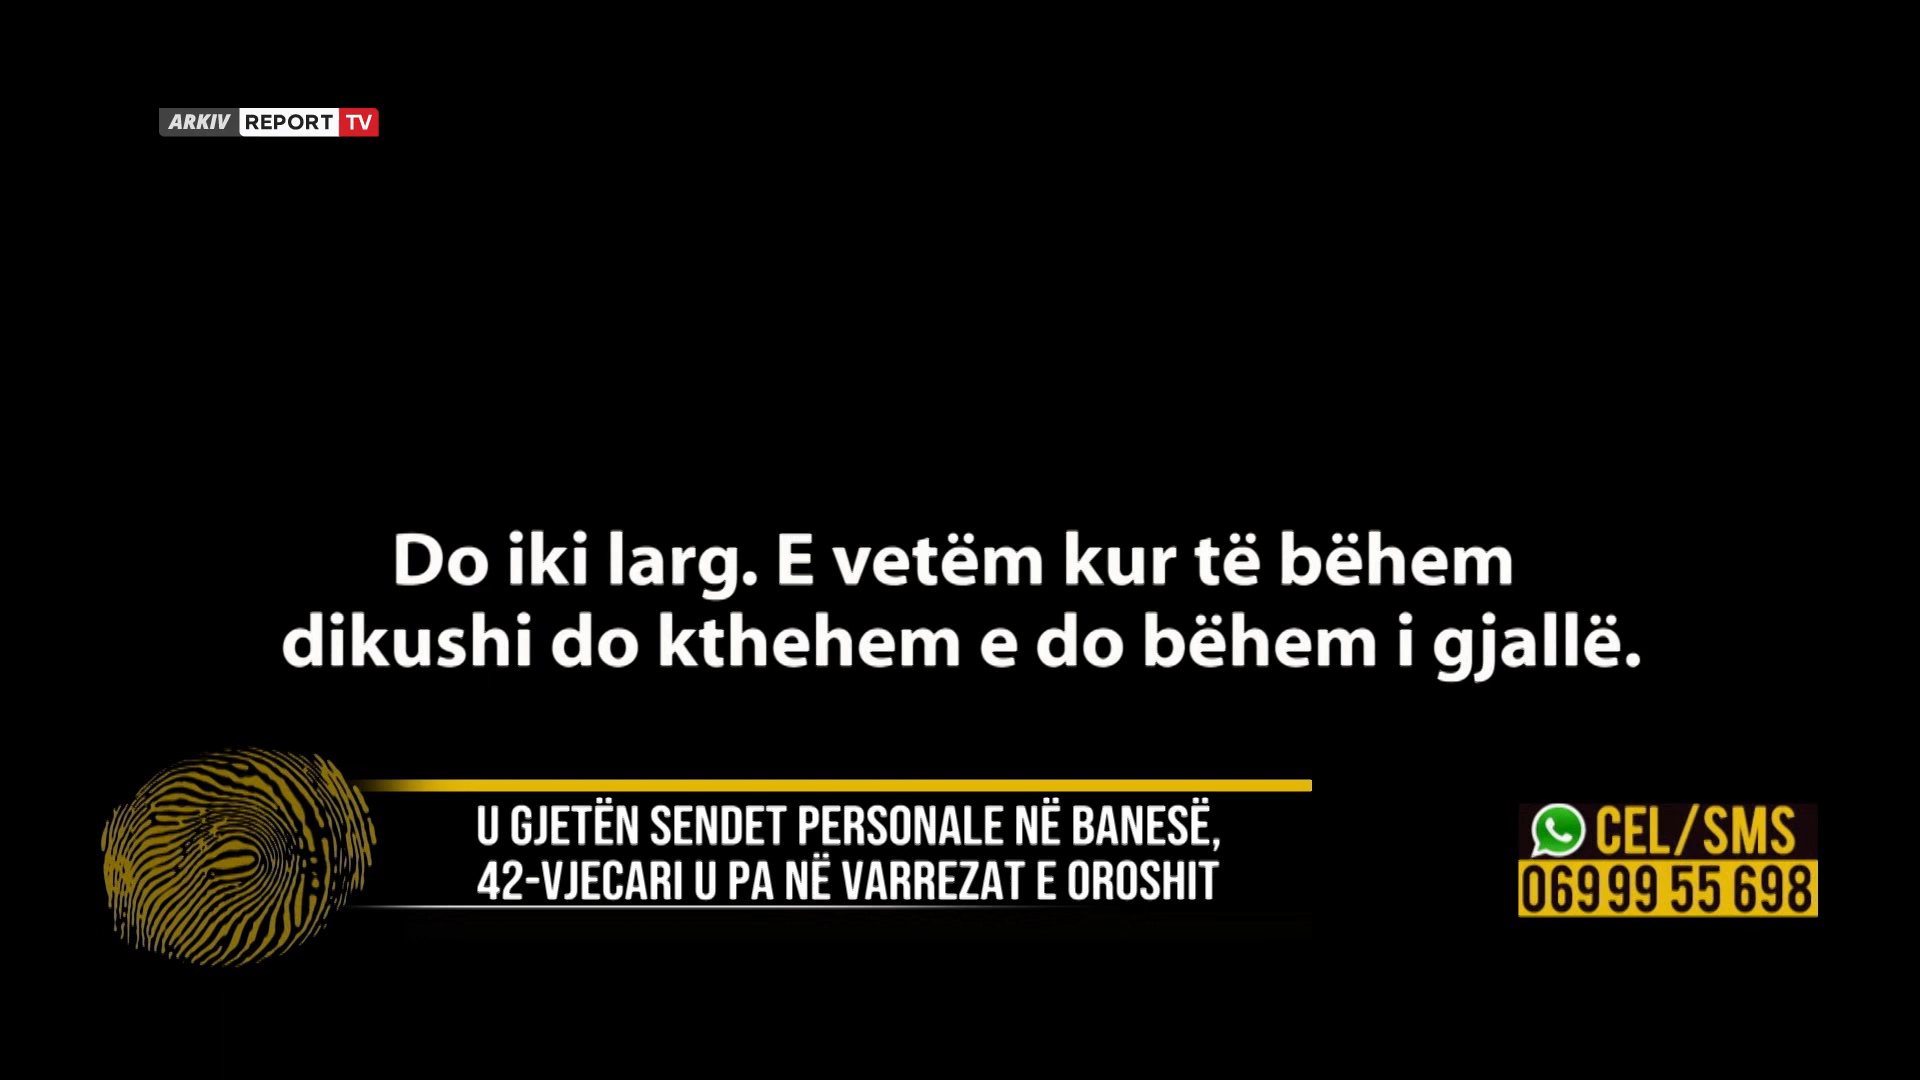 ARKIV REPORT TV
Do iki larg. E vetëm kur të bëhem
dikushi do kthehem e do bëhem i gjallë.
U GJETËN SENDET PERSONALE NË BANESË,
42-VJECARI U PA NË VARREZAT E OROSHIT
CEL/SMS
069 99 55 698